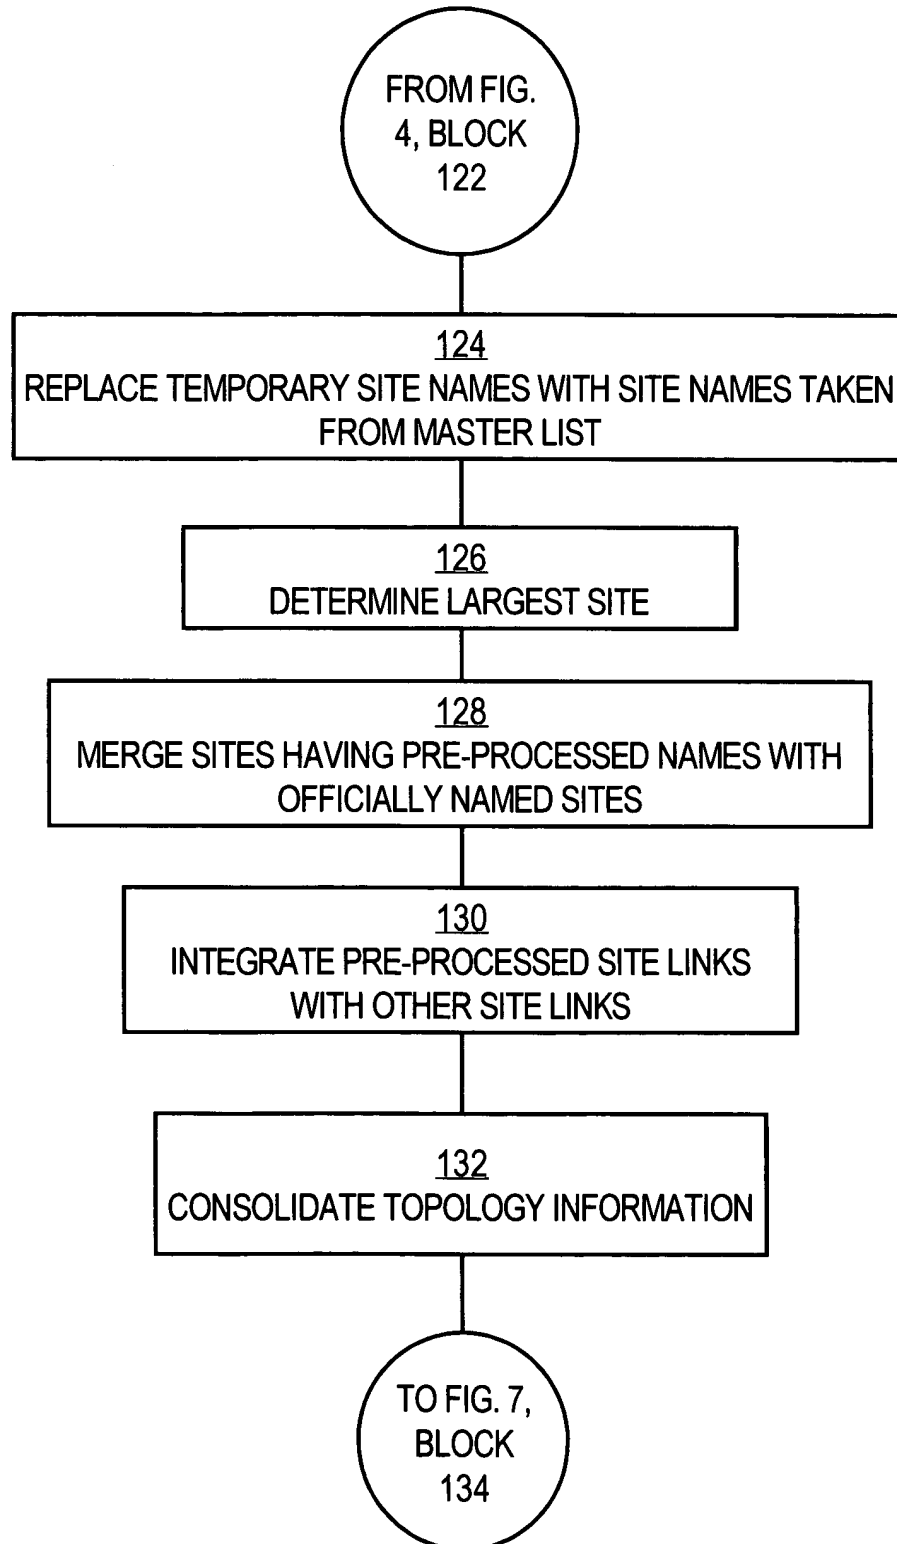 FROM FIG.
4, BLOCK
122
124
REPLACE TEMPORARY SITE NAMES WITH SITE NAMES TAKEN
FROM MASTER LIST
126
DETERMINE LARGEST SITE
128
MERGE SITES HAVING PRE-PROCESSED NAMES WITH
OFFICIALLY NAMED SITES
130
INTEGRATE PRE-PROCESSED SITE LINKS
WITH OTHER SITE LINKS
132
CONSOLIDATE TOPOLOGY INFORMATION
TO FIG. 7,
BLOCK
134